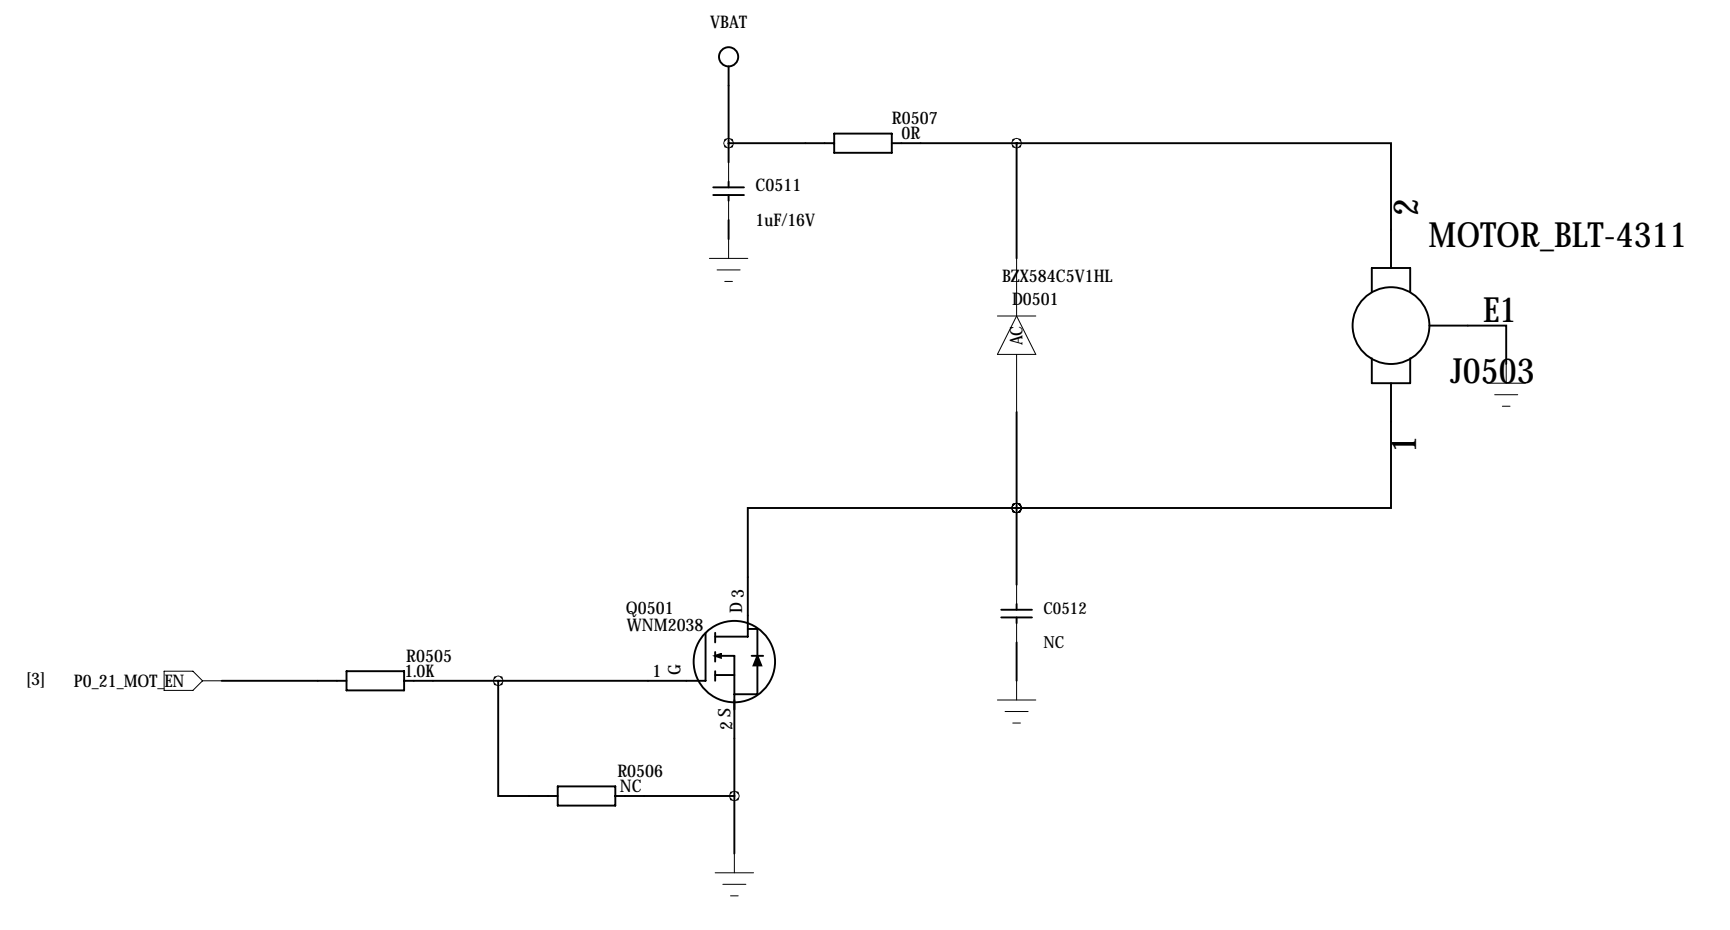 VBAT
R0507
0R
C0511
1uF/16V
2
MOTOR_BLT-4311
BZX584C5V1HL
D0501
AC
E1
J0503
1
D 3
Q0501
WNM2038
C0512
NC
R0505
1.0K
1 G
[3] P0_21_MOT_EN
2 S
R0506
NC